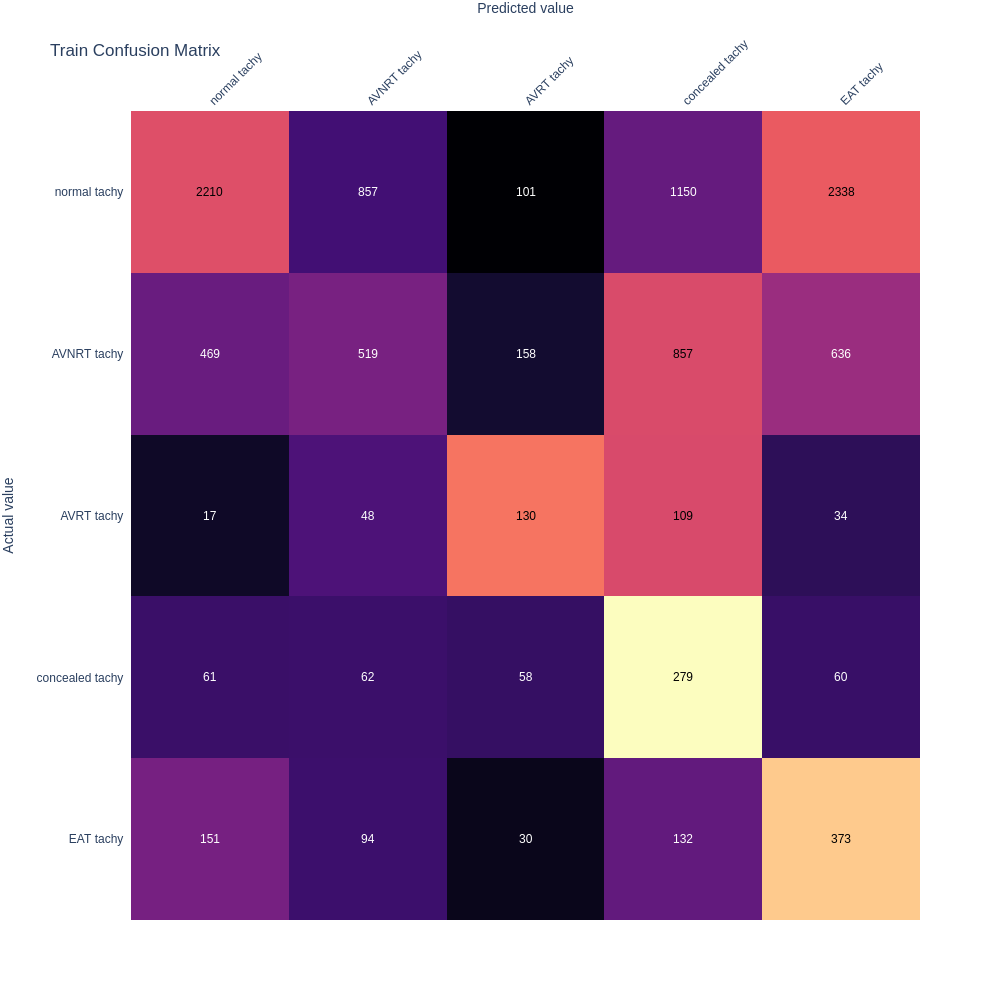 Predicted value
Train Confusion Matrix
normal tachy AVNRT tachy AVRT tachy concealed tachy EAT tachy
normal tachy 2210 857 101 1150 2338
AVNRT tachy 469 519 158 857 636
AVRT tachy 17 48 130 109 34
Actual value
concealed tachy 61 62 58 279 60
EAT tachy 151 94 30 132 373